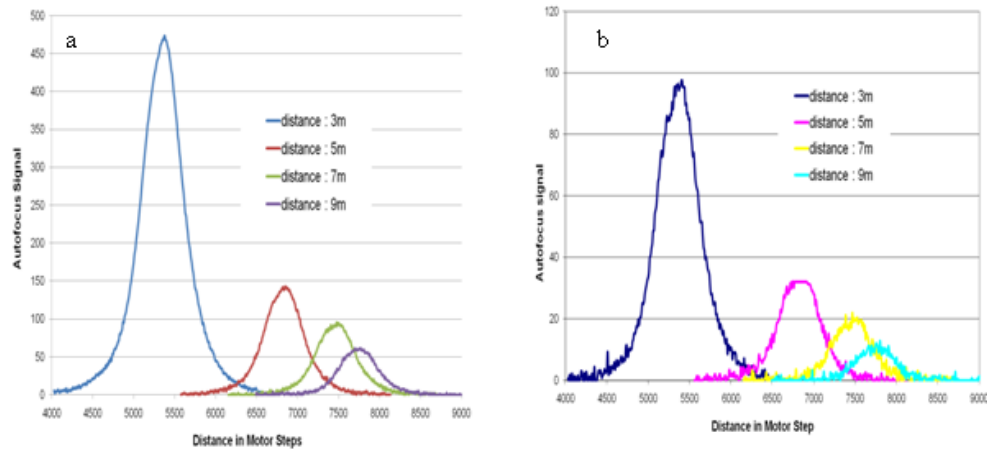 a
500
450
400
350
300
250
200
150
100
50
0
Autofocus Signal
distance : 3m
distance : 5m
distance : 7m
distance : 9m
4000 4500 5000 5500 6000 6500 7000 7500 8000 8500 9000
Distance in Motor Steps
b
120
100
80
60
40
20
0
Autofocus signal
distance : 3m
distance : 5m
distance : 7m
distance : 9m
4000 4500 5000 5500 6000 6500 7000 7500 8000 8500 9000
Distance in Motor Step